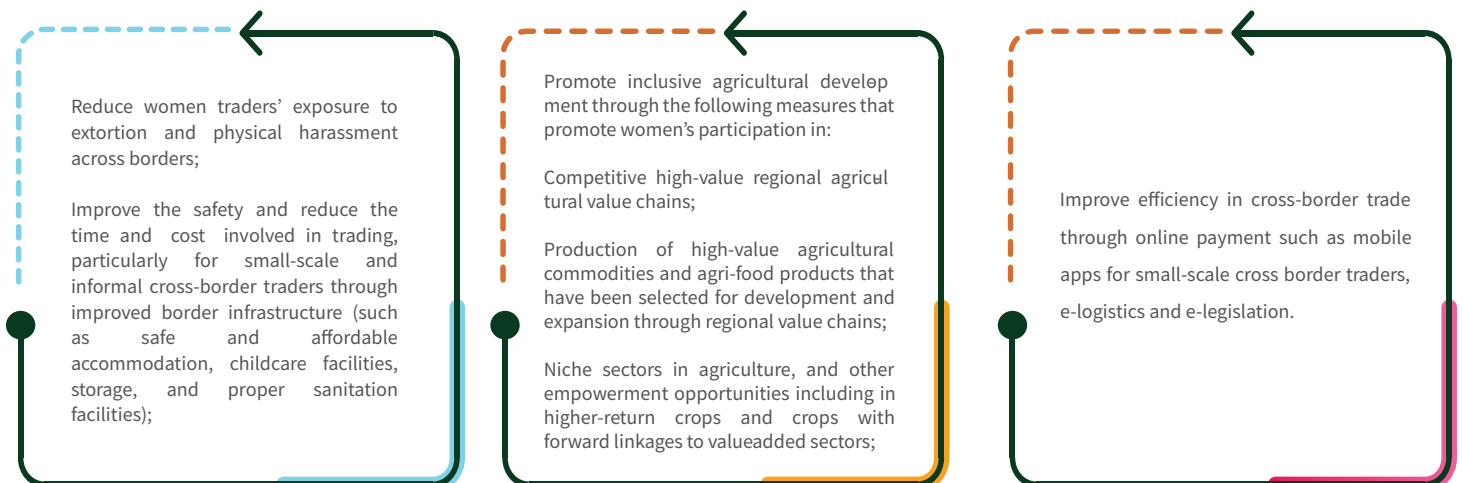 Reduce women traders’ exposure to
extortion and physical harassment
across borders;
Improve the safety and reduce the
time and cost involved in trading,
particularly for small-scale and
informal cross-border traders through
improved border infrastructure (such
as safe and affordable
accommodation, childcare facilities,
storage, and proper sanitation
facilities);
Promote inclusive agricultural develop
ment through the following measures that
promote women’s participation in:
Competitive high-value regional agricul
tural value chains;
Production of high-value agricultural
commodities and agri-food products that
have been selected for development and
expansion through regional value chains;
Niche sectors in agriculture, and other
empowerment opportunities including in
higher-return crops and crops with
forward linkages to valueadded sectors;
Improve efficiency in cross-border trade
through online payment such as mobile
apps for small-scale cross border traders,
e-logistics and e-legislation.